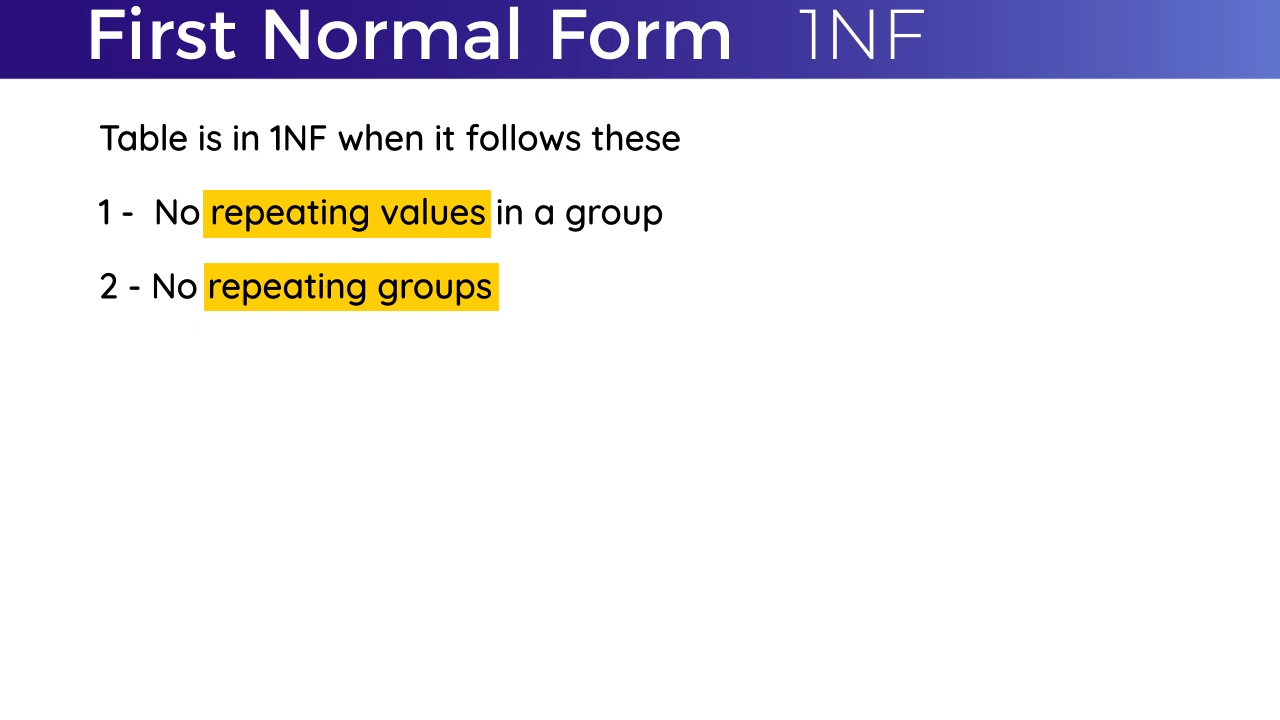 First Normal Form 1NF
Table is in 1NF when it follows these
1 - No repeating values in a group
2 - No repeating groups